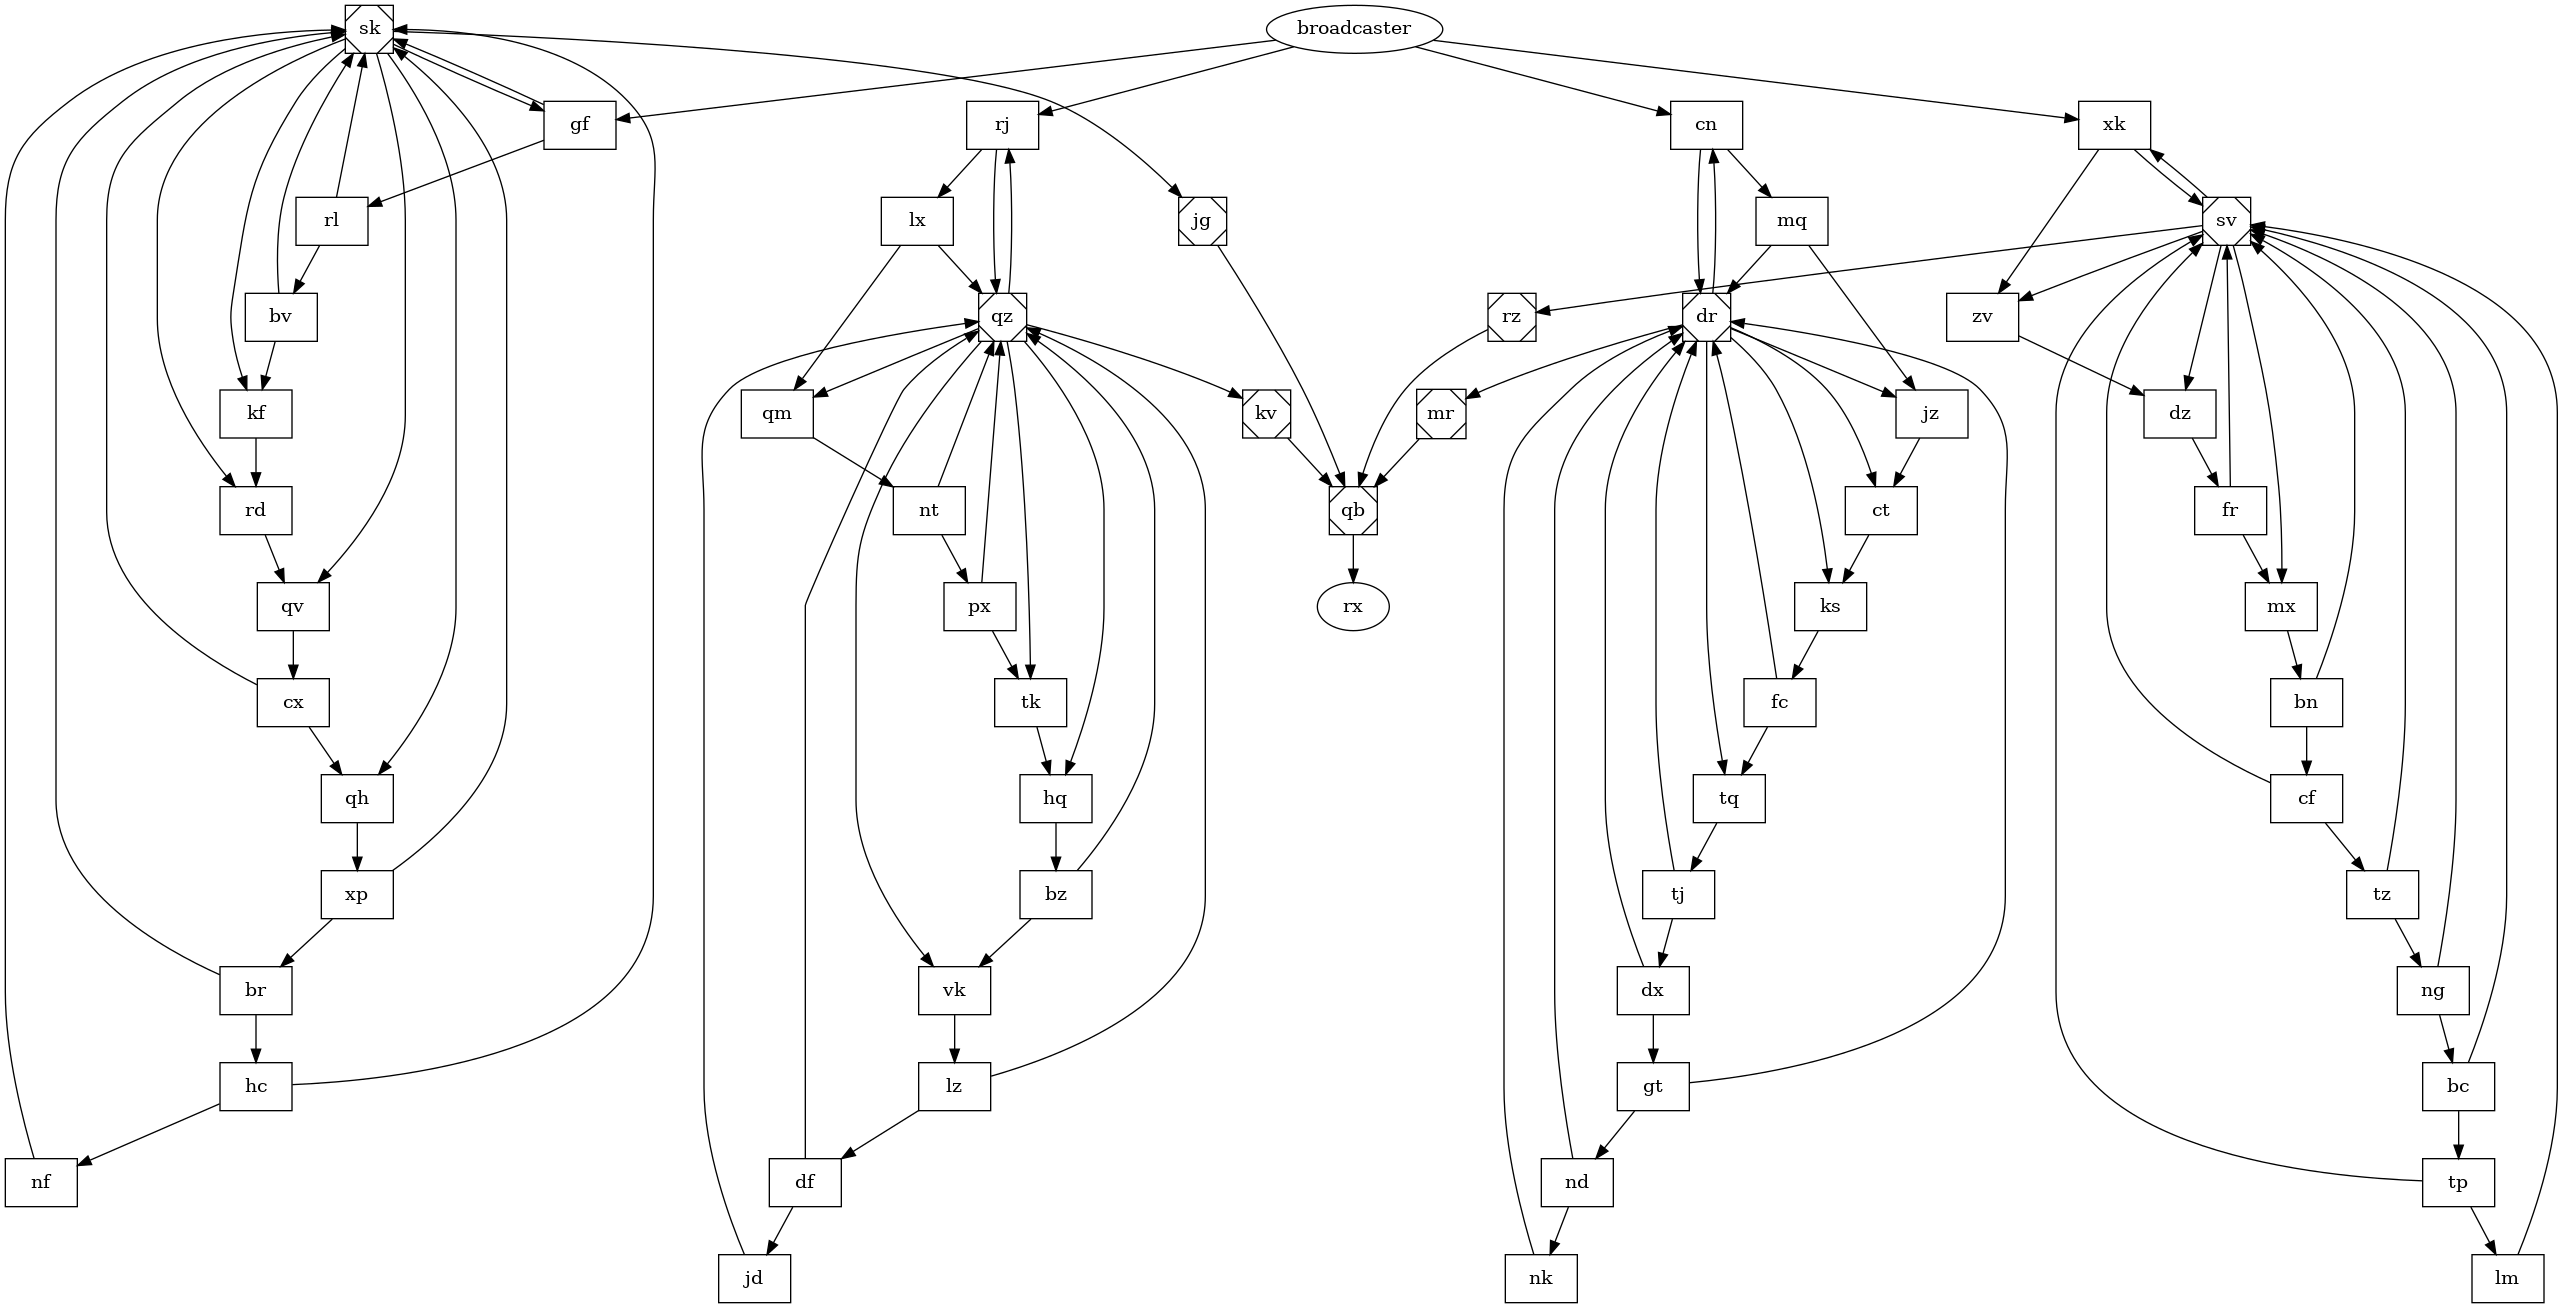 sk
broadcaster
gf
rj
cn
xk
rl
lx
jg
mq
sv
bv
qz
rz
dr
zv
kf
qm
kv
mr
jz
dz
rd
nt
qb
ct
fr
qv
px
rx
ks
mx
cx
tk
fc
bn
qh
hq
tq
cf
xp
bz
tj
tz
br
vk
dx
ng
hc
lz
gt
bc
nf
df
nd
tp
jd
nk
lm